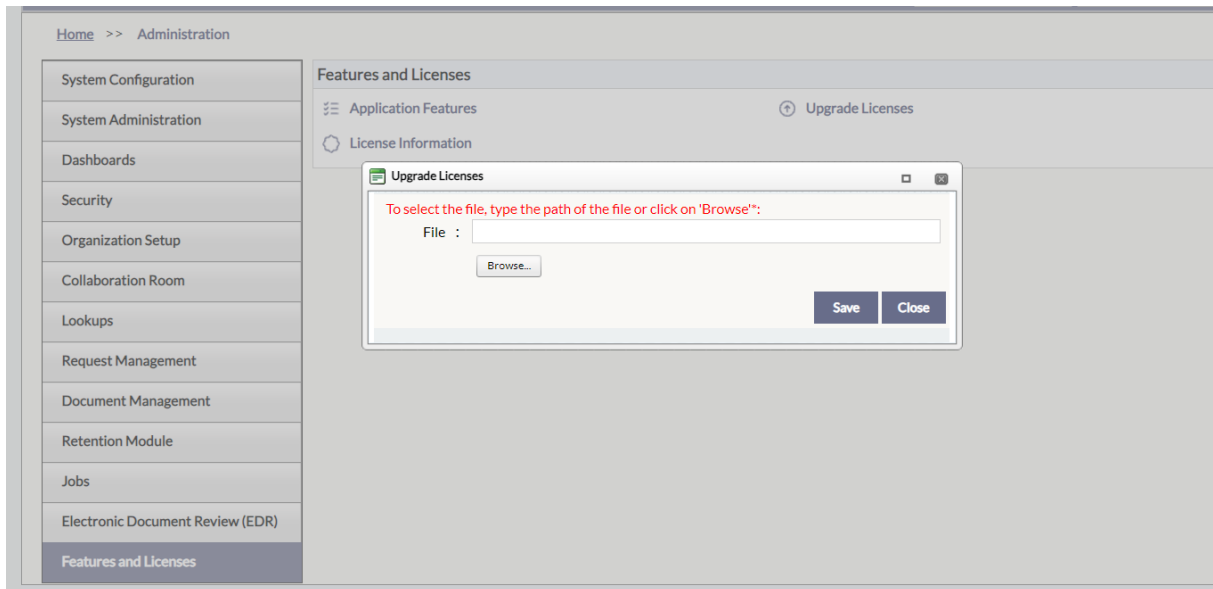 Home >> Administration
System Configuration
System Administration
Dashboards
Security
Organization Setup
Collaboration Room
Lookups
Request Management
Document Management
Retention Module
Jobs
Electronic Document Review (EDR)
Features and Licenses
Features and Licenses
Application Features
Upgrade Licenses
License Information
Upgrade Licenses
To select the file, type the path of the file or click on 'Browse'*:
File :
Browse...
Save Close